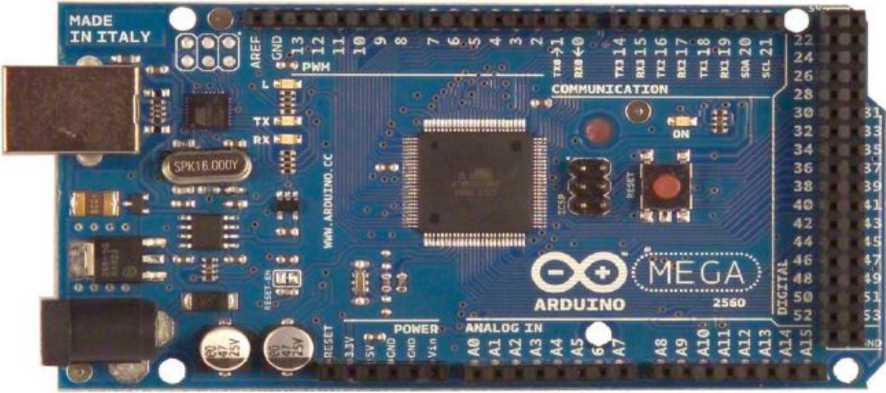 MADE
IN ITALY
AREF
GND
13
12
11
10
9
8
7
6
5
4
3
2
TX0→1
RX0←0
TX3 14
RX3 15
TX2 16
RX2 17
TX1 18
RX1 19
SDA 20
SCL 21
PWM
COMMUNICATION
L
TX
RX
ON
SPK16.000Y
WWW.ARDUINO.CC
ICSP
RESET
22
24
26
28
30
32
34
36
38
40
42
44
46
48
50
52
31
33
35
37
39
41
43
45
47
49
51
53
DIGITAL
MEGA
2560
ARDUINO
RESET-EN
47
25V
47
25V
POWER
RESET
3.3V
5V
GND
GND
Vin
ANALOG IN
A0
A1
A2
A3
A4
A5
A7
A8
A9
A10
A11
A12
A13
A14
A15